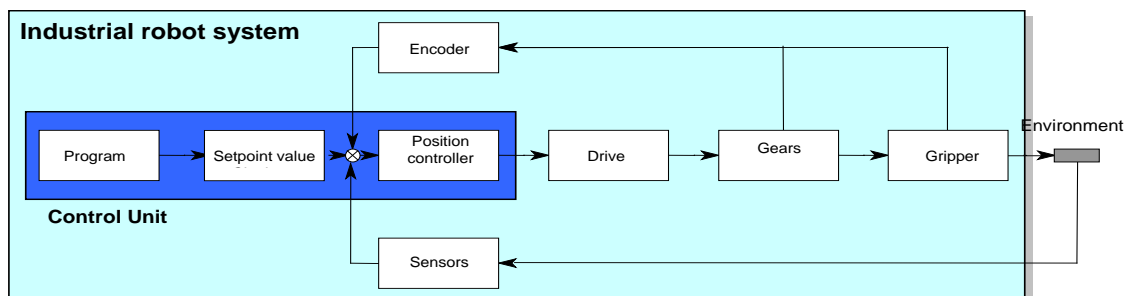 Industrial robot system
Encoder
Environment
Program
Setpoint value
Position
controller
Drive
Gears
Gripper
Control Unit
Sensors